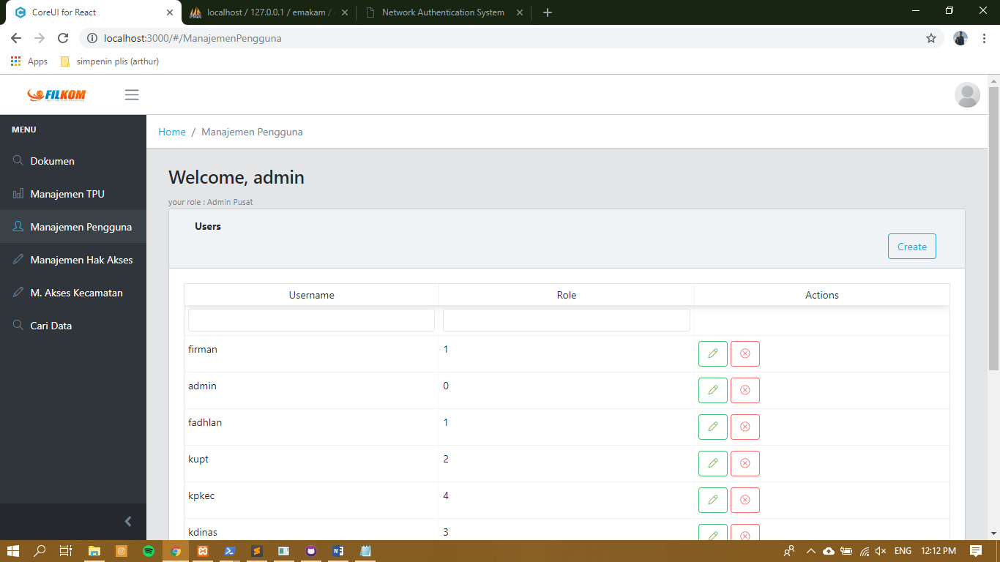 CoreUI for React
localhost / 127.0.0.1 / emakam /
Network Authentication System
localhost:3000/#/ManajemenPengguna
Apps
simpenin plis (arthur)
FILKOM
MENU
Home / Manajemen Pengguna
Dokumen
Manajemen TPU
Manajemen Pengguna
Manajemen Hak Akses
M. Akses Kecamatan
Cari Data
Welcome, admin
your role : Admin Pusat
Users
Create
Username Role Actions
firman 1
admin 0
fadhlan 1
kupt 2
kpkec 4
kdinas 3
ENG 12:12 PM